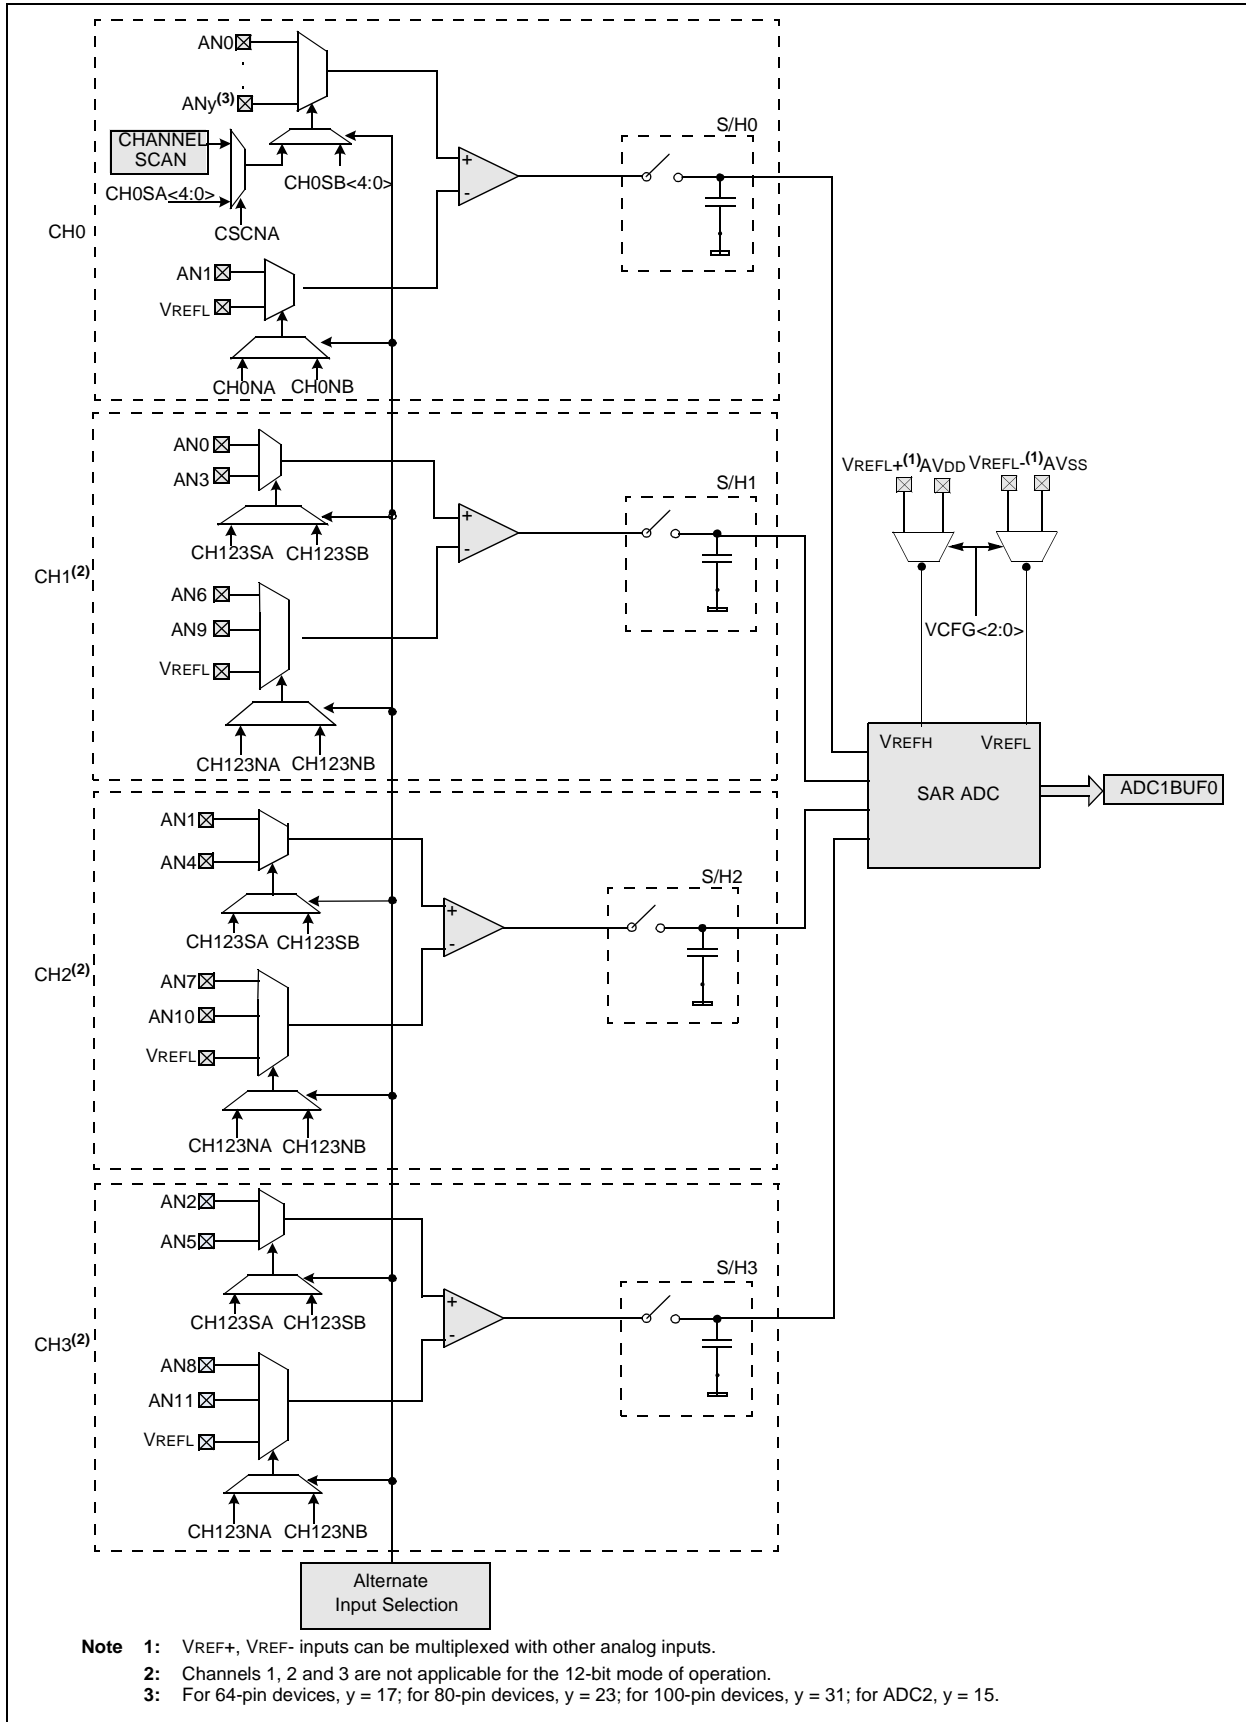 AN0
ANy(3)
CHANNEL
SCAN
CH0SA<4:0>
CH0SB<4:0>
CSCNA
CH0
AN1
VREFL
CH0NA CH0NB
+
-
S/H0
AN0
AN3
CH123SA CH123SB
CH1(2)
AN6
AN9
VREFL
CH123NA CH123NB
+
-
S/H1
VREFL+(1)AVDD VREFL-(1)AVSS
VCFG<2:0>
VREFH VREFL
SAR ADC
ADC1BUF0
AN1
AN4
CH123SA CH123SB
CH2(2)
AN7
AN10
VREFL
CH123NA CH123NB
+
-
S/H2
AN2
AN5
CH123SA CH123SB
CH3(2)
AN8
AN11
VREFL
CH123NA CH123NB
+
-
S/H3
Alternate
Input Selection
Note 1: VREF+, VREF- inputs can be multiplexed with other analog inputs.
2: Channels 1, 2 and 3 are not applicable for the 12-bit mode of operation.
3: For 64-pin devices, y = 17; for 80-pin devices, y = 23; for 100-pin devices, y = 31; for ADC2, y = 15.